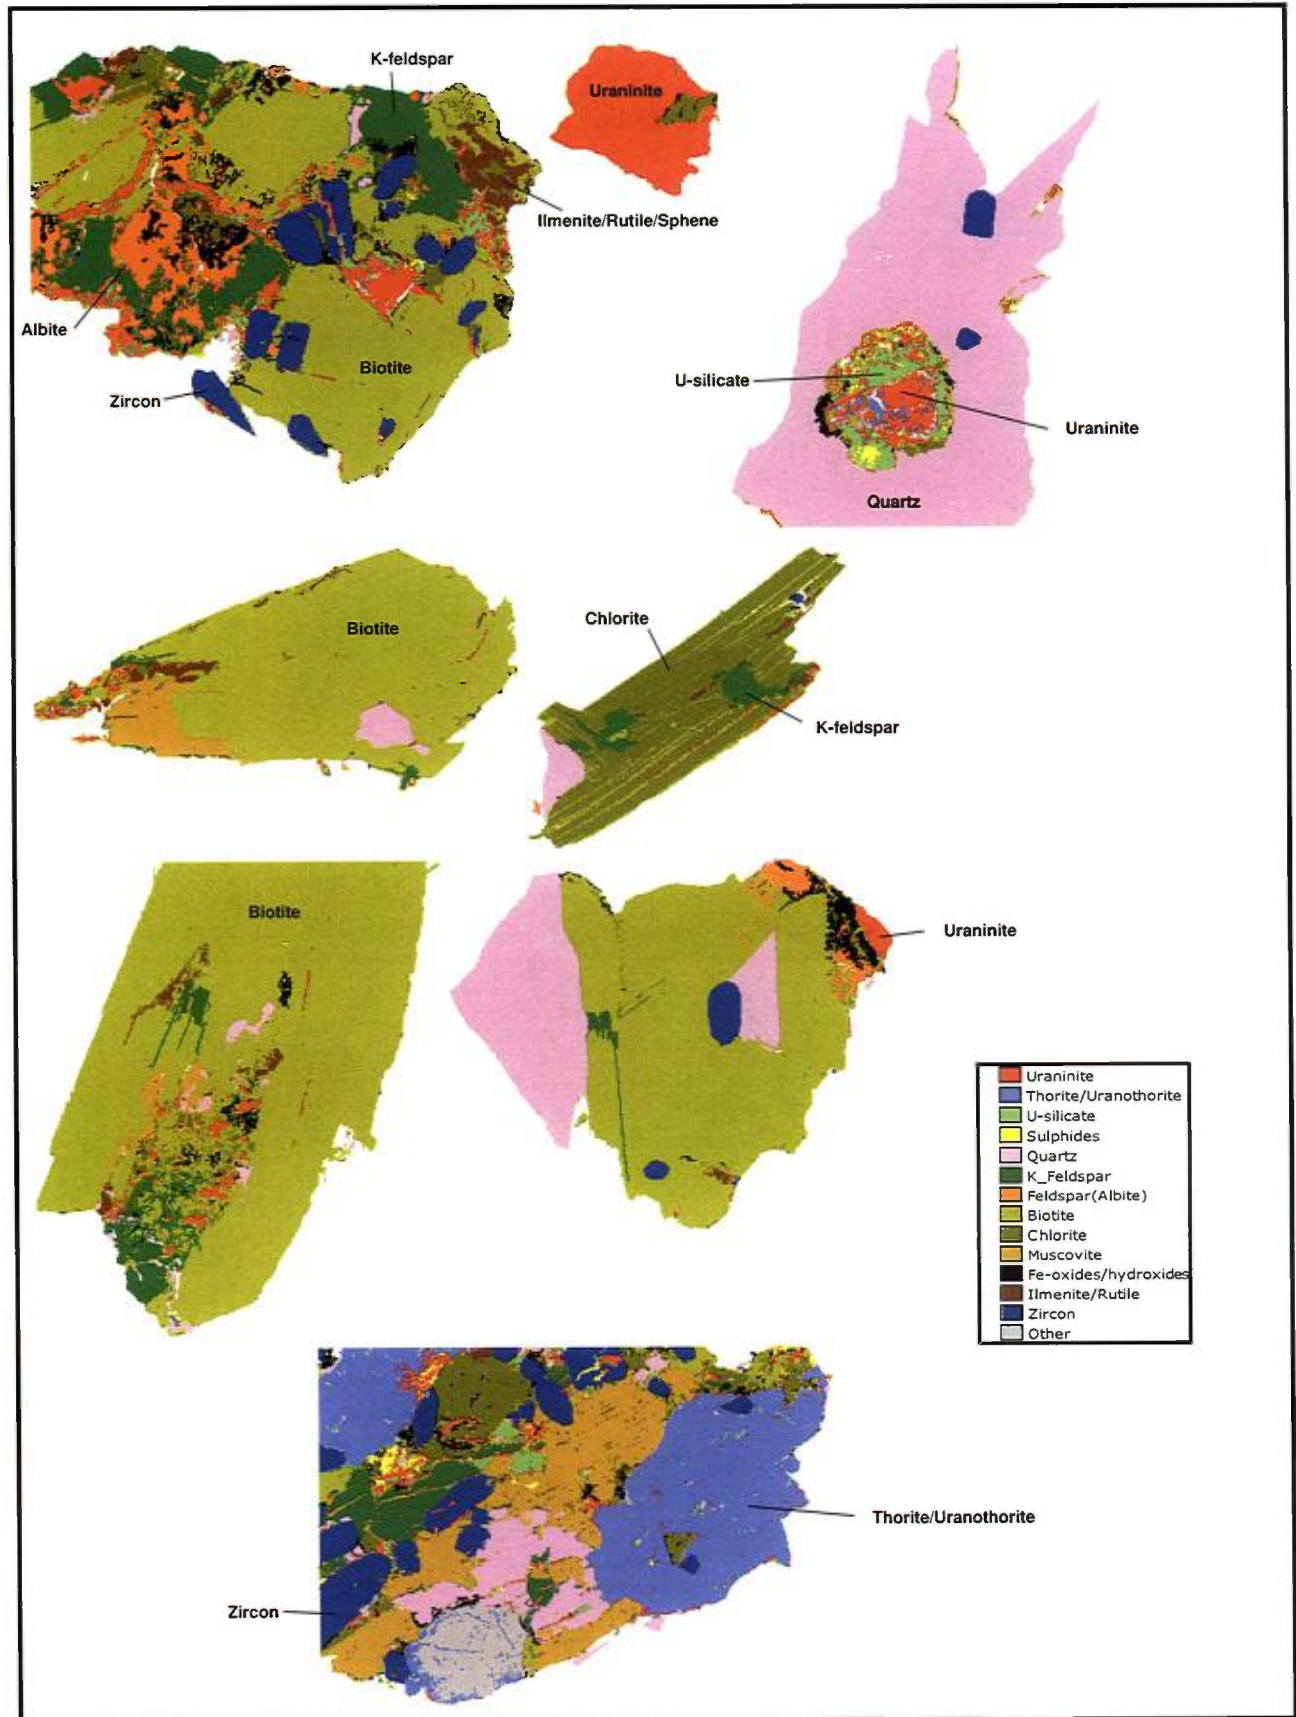 K-feldspar
Uraninite
Ilmenite/Rutile/Sphene
Albite
Biotite
Zircon
U-silicate
Uraninite
Quartz
Biotite
Chlorite
K-feldspar
Biotite
Uraninite
Uraninite
Thorite/Uranothorite
U-silicate
Sulphides
Quartz
K_Feldspar
Feldspar(Albite)
Biotite
Chlorite
Muscovite
Fe-oxides/hydroxides
Ilmenite/Rutile
Zircon
Other
Thorite/Uranothorite
Zircon